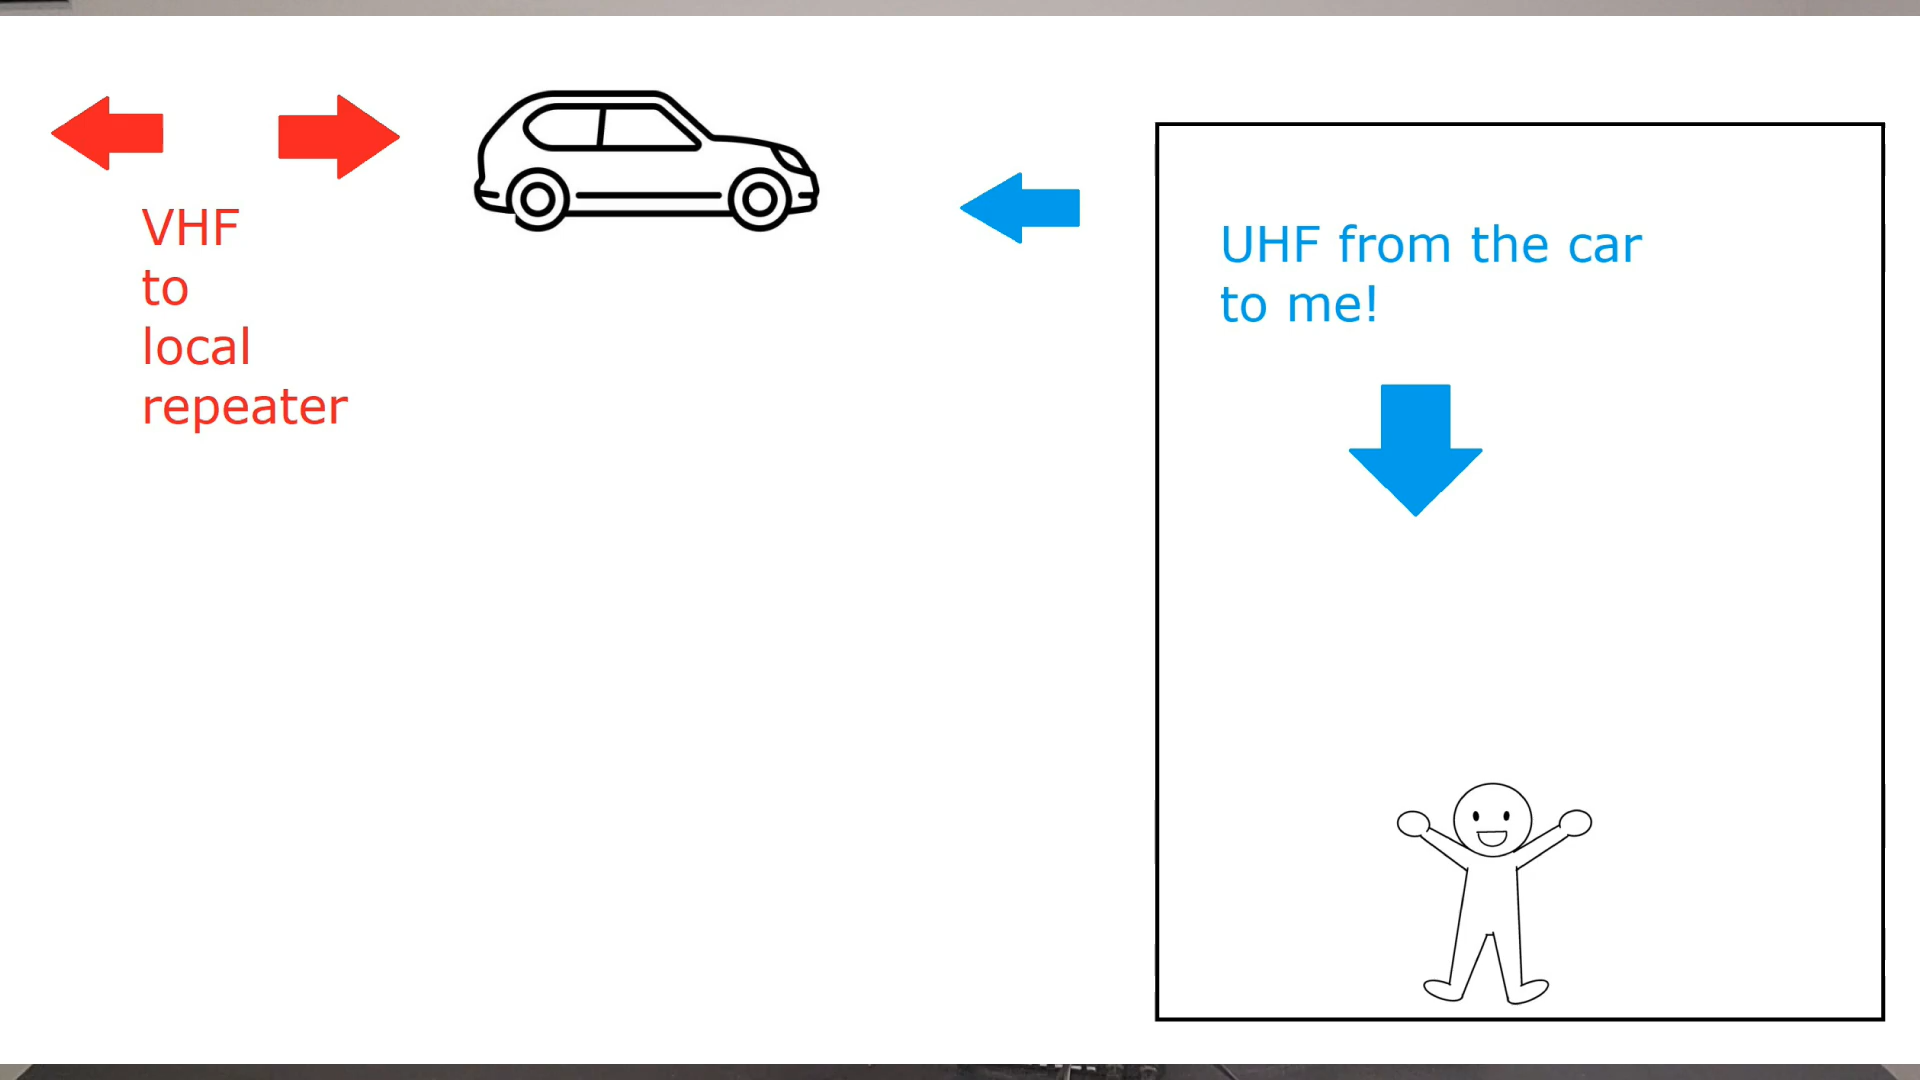 VHF
to
local
repeater
UHF from the car
to me!